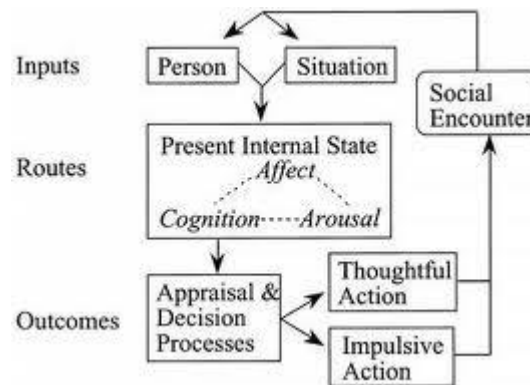 Inputs
Person
Situation
Social
Encounter
Routes
Present Internal State
Affect
Cognition
Arousal
Outcomes
Appraisal &
Decision
Processes
Thoughtful
Action
Impulsive
Action